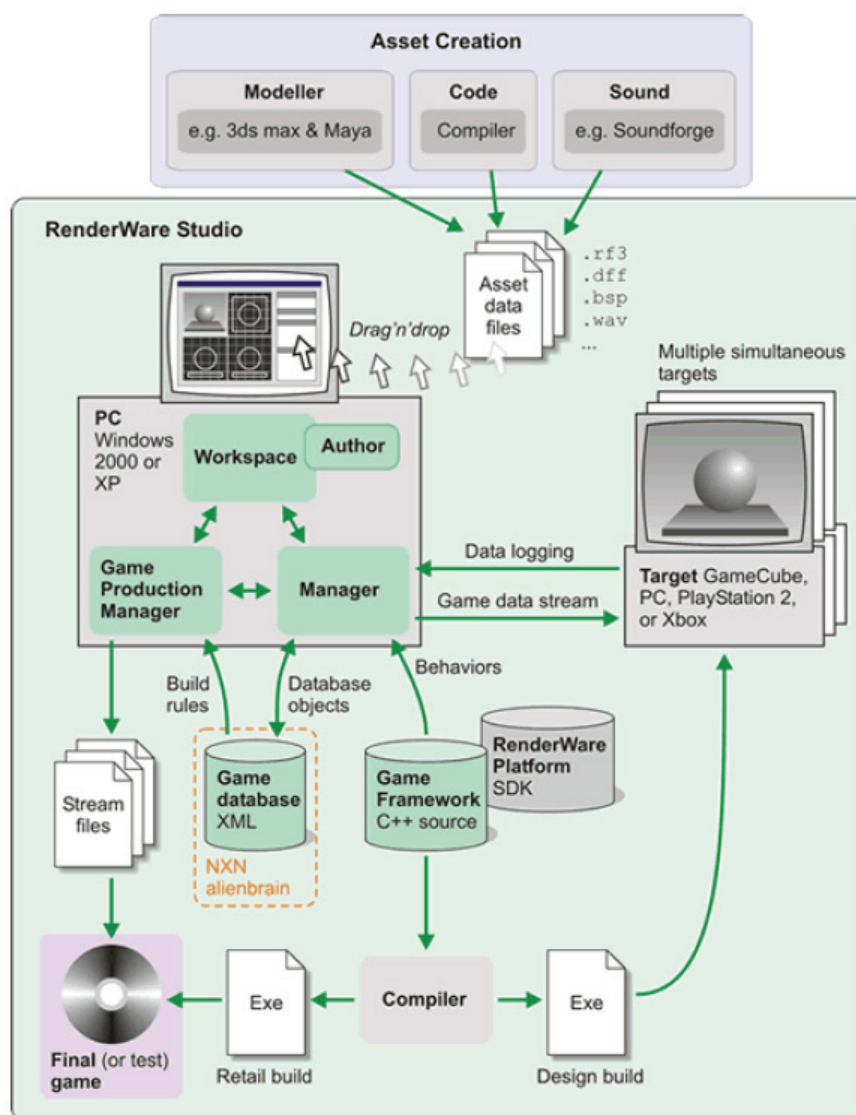 Asset Creation
Modeller
e.g. 3ds max & Maya
Code
Compiler
Sound
e.g. Soundforge
RenderWare Studio
Drag'n'drop
Asset
data
files
.rf3
.dff
.bsp
.wav
...
Multiple simultaneous
targets
PC
Windows
2000 or
XP
Workspace
Author
Game
Production
Manager
Manager
Data logging
Game data stream
Target GameCube,
PC, PlayStation 2,
or Xbox
Build
rules
Database
objects
Behaviors
RenderWare
Platform
SDK
Stream
files
Game
database
XML
Game
Framework
C++ source
NXN
alienbrain
Final (or test)
game
Exe
Retail build
Compiler
Exe
Design build